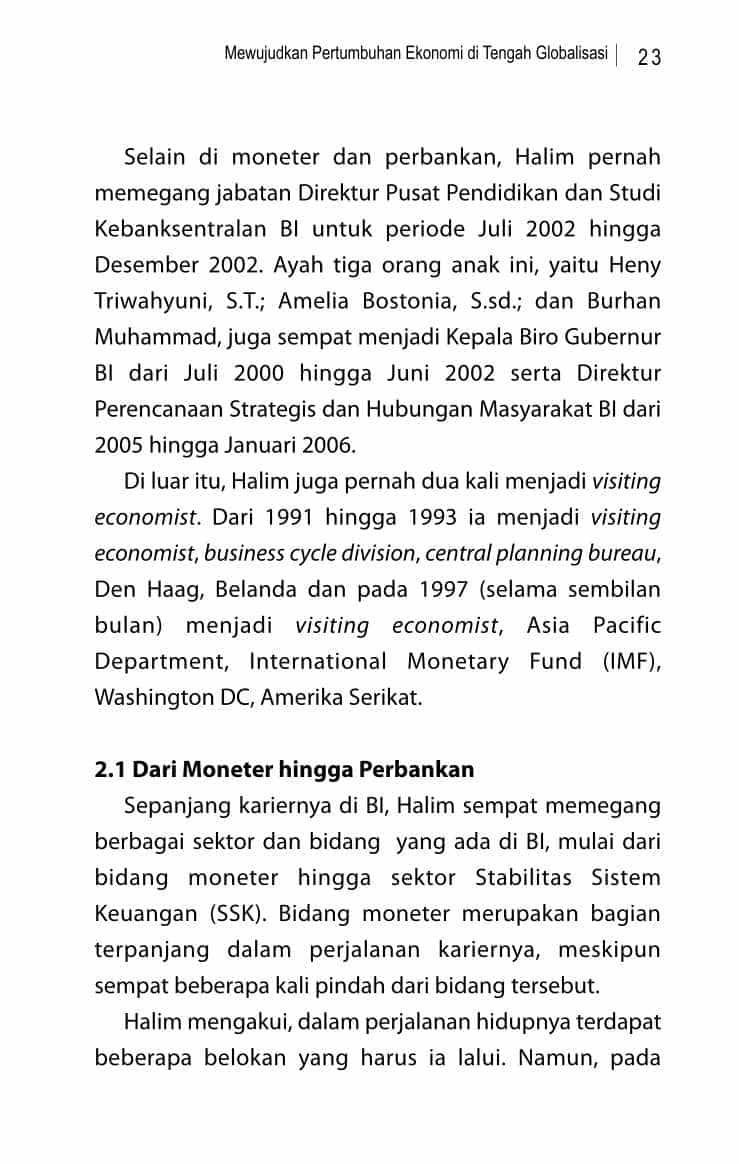 Mewujudkan Pertumbuhan Ekonomi di Tengah Globalisasi | 23
Selain di moneter dan perbankan, Halim pernah
memegang jabatan Direktur Pusat Pendidikan dan Studi
Kebanksentralan BI untuk periode Juli 2002 hingga
Desember 2002. Ayah tiga orang anak ini, yaitu Heny
Triwahyuni, S.T.; Amelia Bostonia, S.sd.; dan Burhan
Muhammad, juga sempat menjadi Kepala Biro Gubernur
BI dari Juli 2000 hingga Juni 2002 serta Direktur
Perencanaan Strategis dan Hubungan Masyarakat BI dari
2005 hingga Januari 2006.
Di luar itu, Halim juga pernah dua kali menjadi visiting
economist. Dari 1991 hingga 1993 ia menjadi visiting
economist, business cycle division, central planning bureau,
Den Haag, Belanda dan pada 1997 (selama sembilan
bulan) menjadi visiting economist, Asia Pacific
Department, International Monetary Fund (IMF),
Washington DC, Amerika Serikat.
2.1 Dari Moneter hingga Perbankan
Sepanjang kariernya di BI, Halim sempat memegang
berbagai sektor dan bidang yang ada di BI, mulai dari
bidang moneter hingga sektor Stabilitas Sistem
Keuangan (SSK). Bidang moneter merupakan bagian
terpanjang dalam perjalanan kariernya, meskipun
sempat beberapa kali pindah dari bidang tersebut.
Halim mengakui, dalam perjalanan hidupnya terdapat
beberapa belokan yang harus ia lalui. Namun, pada